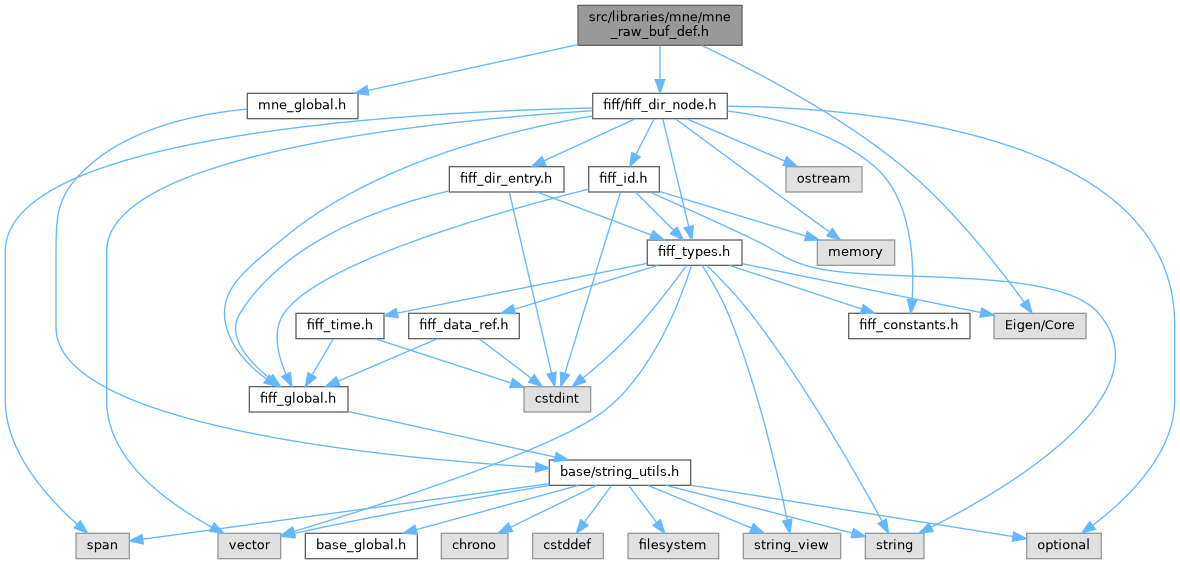 src/libraries/mne/mne
_raw_buf_def.h
mne_global.h
fiff/fiff_dir_node.h
fiff_dir_entry.h
fiff_id.h
ostream
fiff_types.h
memory
fiff_time.h
fiff_data_ref.h
fiff_constants.h
Eigen/Core
fiff_global.h
cstdint
base/string_utils.h
span
vector
base_global.h
chrono
cstddef
filesystem
string_view
string
optional